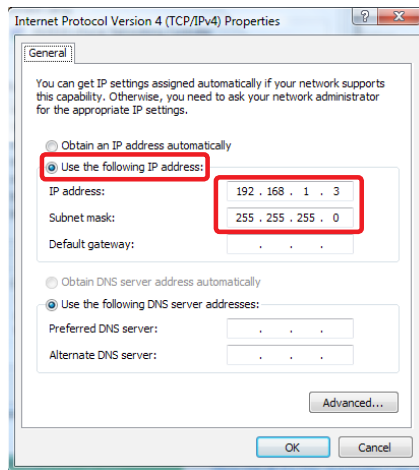 Internet Protocol Version 4 (TCP/IPv4) Properties
General
You can get IP settings assigned automatically if your network supports
this capability. Otherwise, you need to ask your network administrator
for the appropriate IP settings.
Obtain an IP address automatically
Use the following IP address:
IP address: 192 . 168 . 1 . 3
Subnet mask: 255 . 255 . 255 . 0
Default gateway: . . .
Obtain DNS server address automatically
Use the following DNS server addresses:
Preferred DNS server: . . .
Alternate DNS server: . . .
Advanced...
OK Cancel